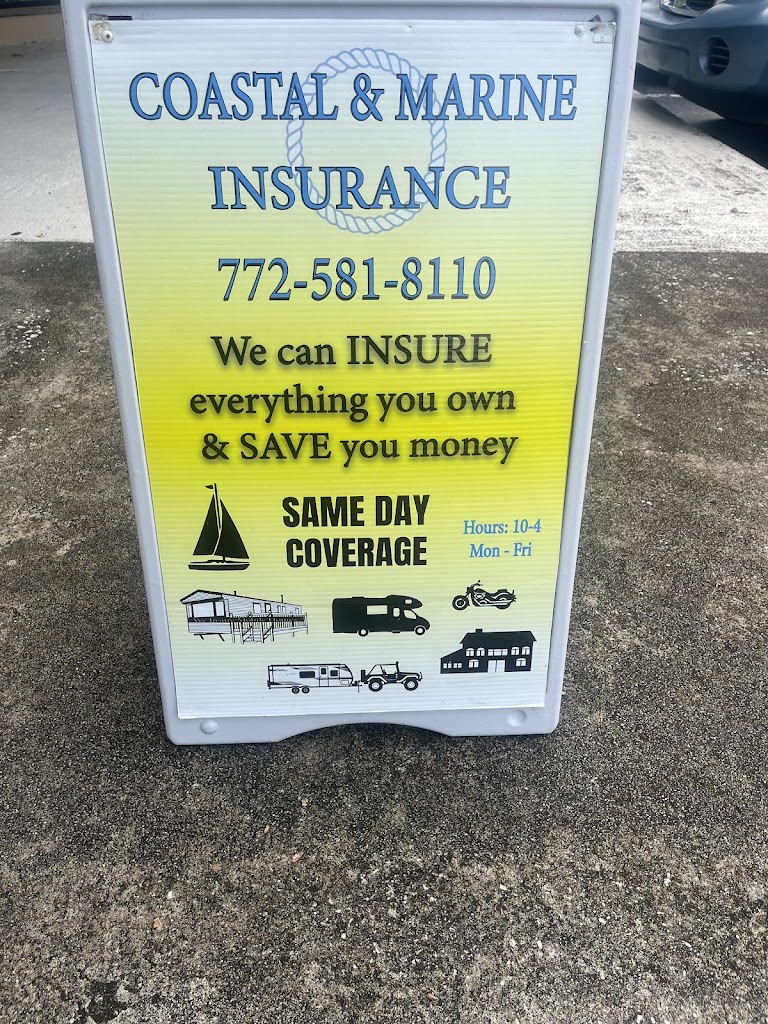 COASTAL & MARINE
INSURANCE
772-581-8110
We can INSURE
everything you own
& SAVE you money
SAME DAY
COVERAGE
Hours: 10-4
Mon - Fri